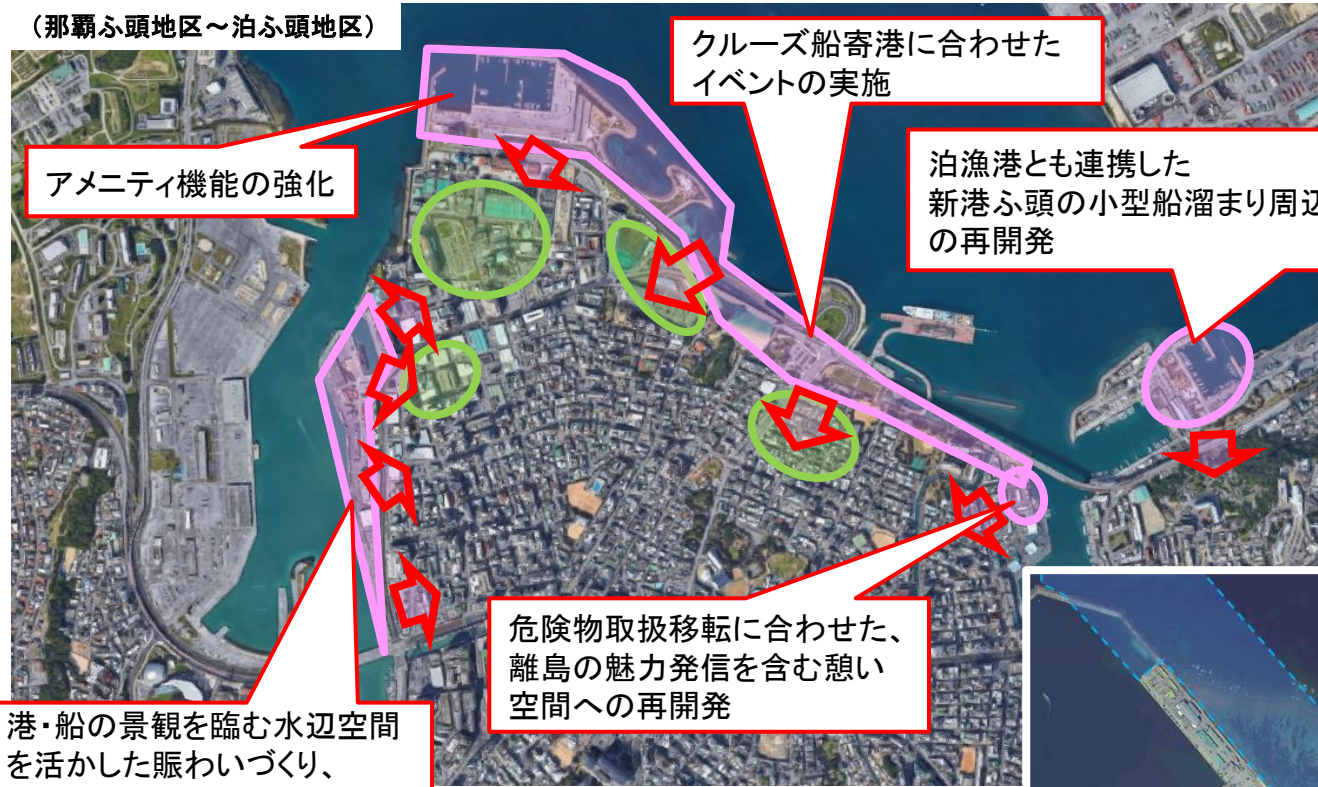 (那覇ふ頭地区～泊ふ頭地区)
クルーズ船寄港に合わせた
イベントの実施
アメニティ機能の強化
泊漁港とも連携した
新港ふ頭の小型船溜まり周辺
の再開発
危険物取扱移転に合わせた、
離島の魅力発信を含む憩い
空間への再開発
港・船の景観を臨む水辺空間
を活かした賑わいづくり、